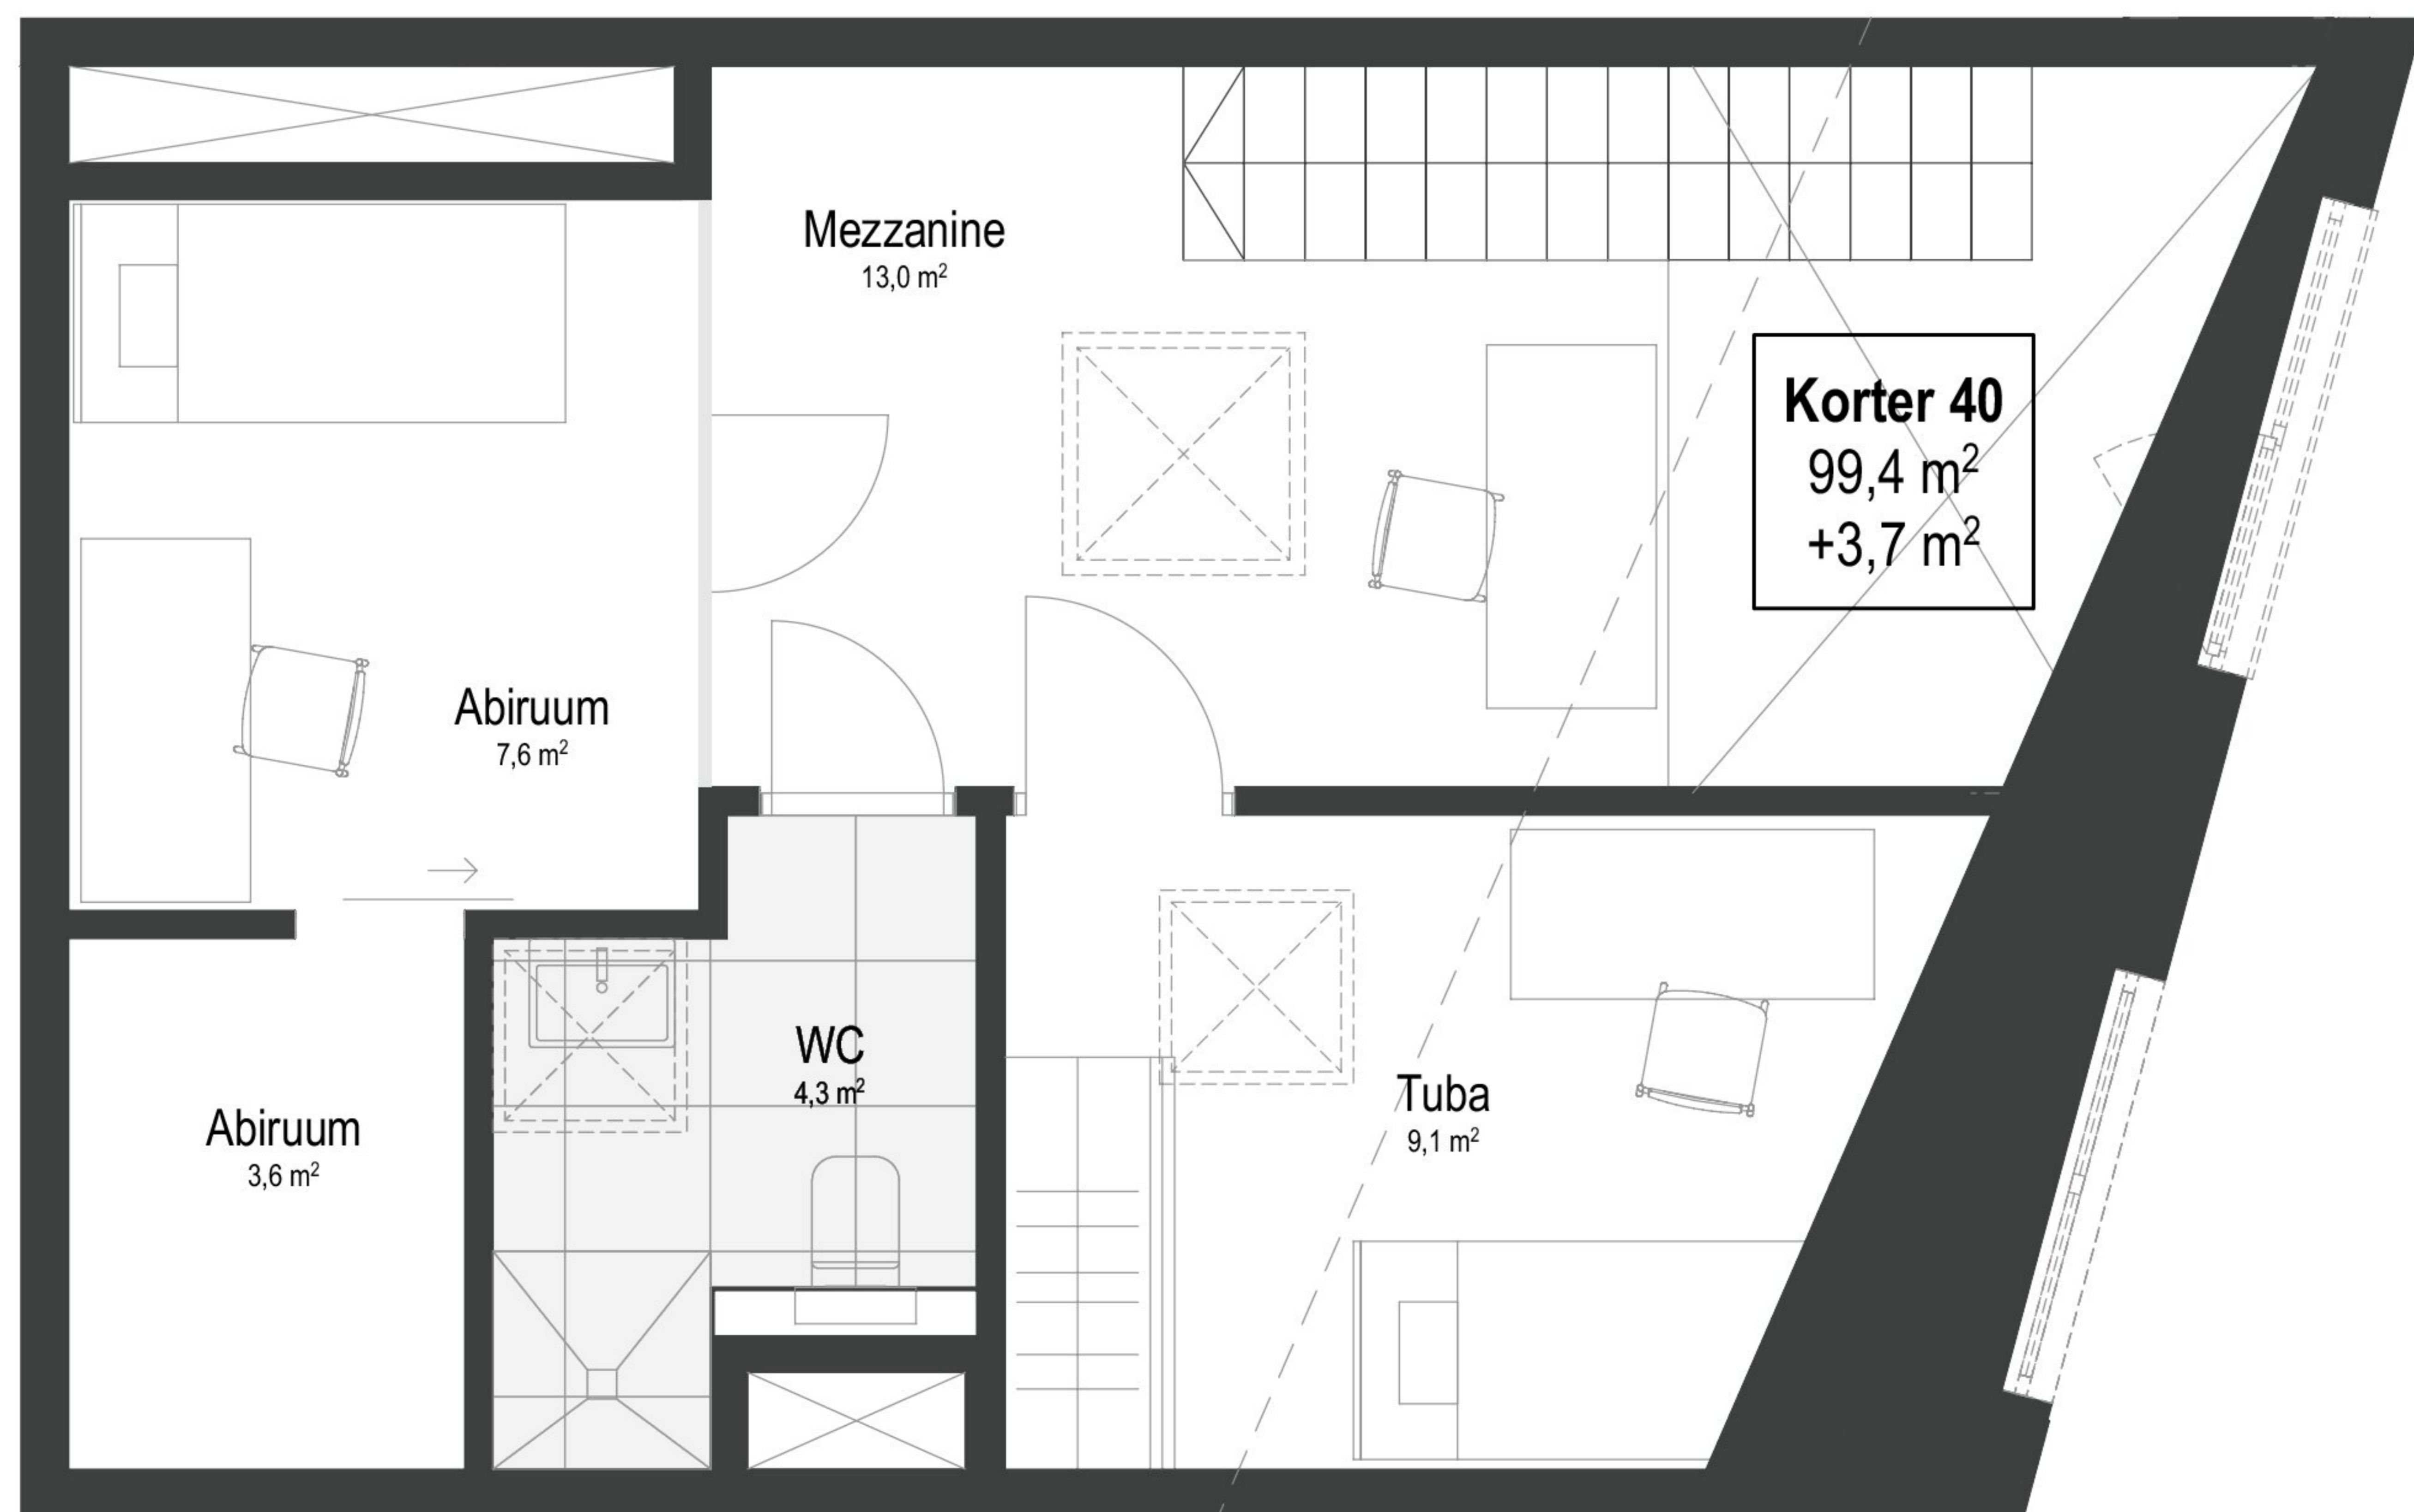 Mezzanine
13,0 m²
Korter 40
99,4 m²
+3,7 m²
Abiruum
7,6 m²
WC
4,3 m²
Tuba
9,1 m²
Abiruum
3,6 m²